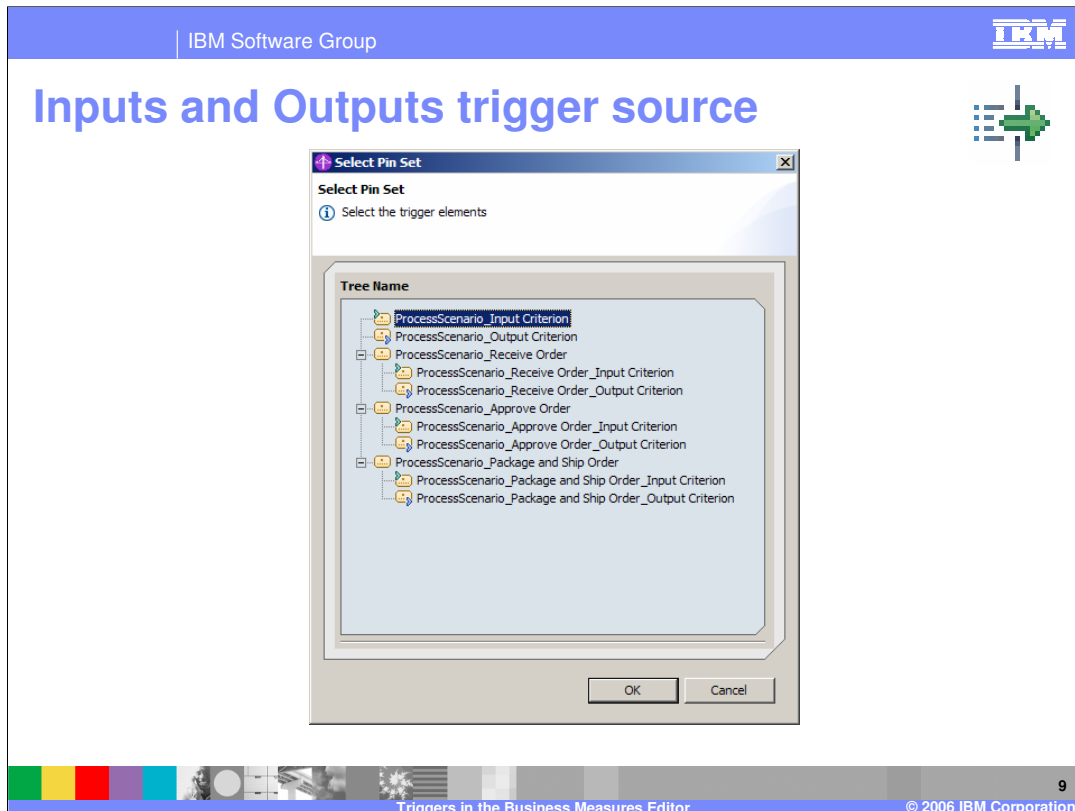 IBM Software Group
IBM
Inputs and Outputs trigger source
Select Pin Set
Select Pin Set
Select the trigger elements
Tree Name
ProcessScenario_Input Criterion
ProcessScenario_Output Criterion
ProcessScenario_Receive Order
ProcessScenario_Receive Order_Input Criterion
ProcessScenario_Receive Order_Output Criterion
ProcessScenario_Approve Order
ProcessScenario_Approve Order_Input Criterion
ProcessScenario_Approve Order_Output Criterion
ProcessScenario_Package and Ship Order
ProcessScenario_Package and Ship Order_Input Criterion
ProcessScenario_Package and Ship Order_Output Criterion
OK Cancel
9
Triggers in the Business Measures Editor © 2006 IBM Corporation